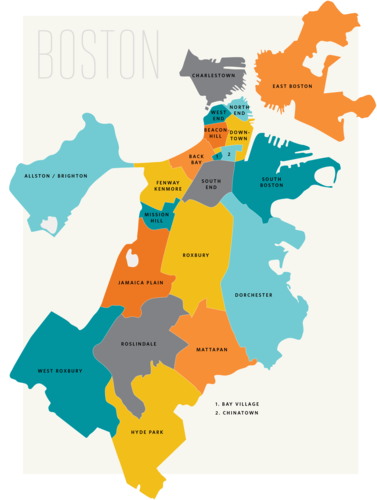 BOSTON
CHARLESTOWN
EAST BOSTON
NORTH
END
WEST
END
BEACON
HILL
DOWN-
TOWN
1
2
BACK
BAY
ALLSTON / BRIGHTON
FENWAY
KENMORE
SOUTH
END
SOUTH
BOSTON
MISSION
HILL
ROXBURY
JAMAICA PLAIN
DORCHESTER
ROSLINDALE
MATTAPAN
WEST ROXBURY
1. BAY VILLAGE
2. CHINATOWN
HYDE PARK